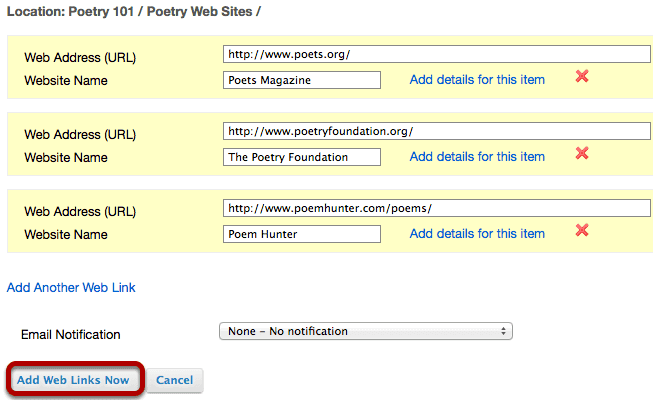 Location: Poetry 101 / Poetry Web Sites /
Web Address (URL) http://www.poets.org/
Website Name Poets Magazine Add details for this item
Web Address (URL) http://www.poetryfoundation.org/
Website Name The Poetry Foundation Add details for this item
Web Address (URL) http://www.poemhunter.com/poems/
Website Name Poem Hunter Add details for this item
Add Another Web Link
Email Notification None - No notification
Add Web Links Now Cancel